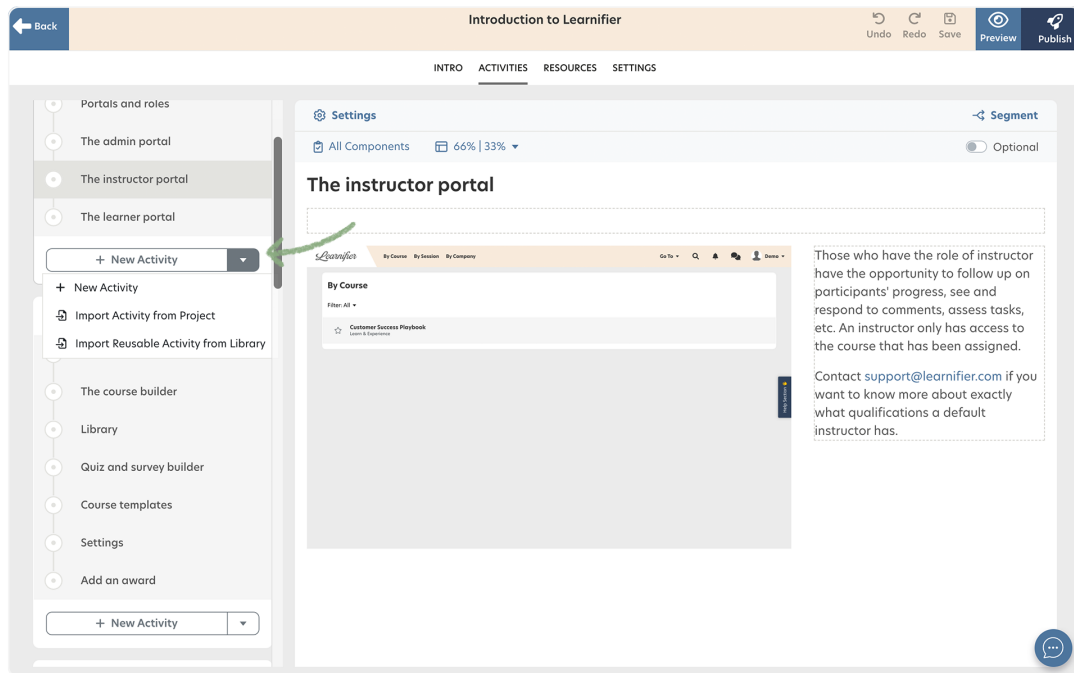 Back
Introduction to Learnifier
Undo
Redo
Save
Preview
Publish
INTRO
ACTIVITIES
RESOURCES
SETTINGS
Portals and roles
The admin portal
The instructor portal
The learner portal
+ New Activity
+ New Activity
Import Activity from Project
Import Reusable Activity from Library
The course builder
Library
Quiz and survey builder
Course templates
Settings
Add an award
+ New Activity
Settings
Segment
All Components
66% | 33%
Optional
The instructor portal
Learnifier
By Course
By Session
By Company
Go To
Demo
By Course
Filter: All
Customer Success Playbook
Learn & Experience
Help Section
Those who have the role of instructor
have the opportunity to follow up on
participants' progress, see and
respond to comments, assess tasks,
etc. An instructor only has access to
the course that has been assigned.
Contact support@learnifier.com if you
want to know more about exactly
what qualifications a default
instructor has.